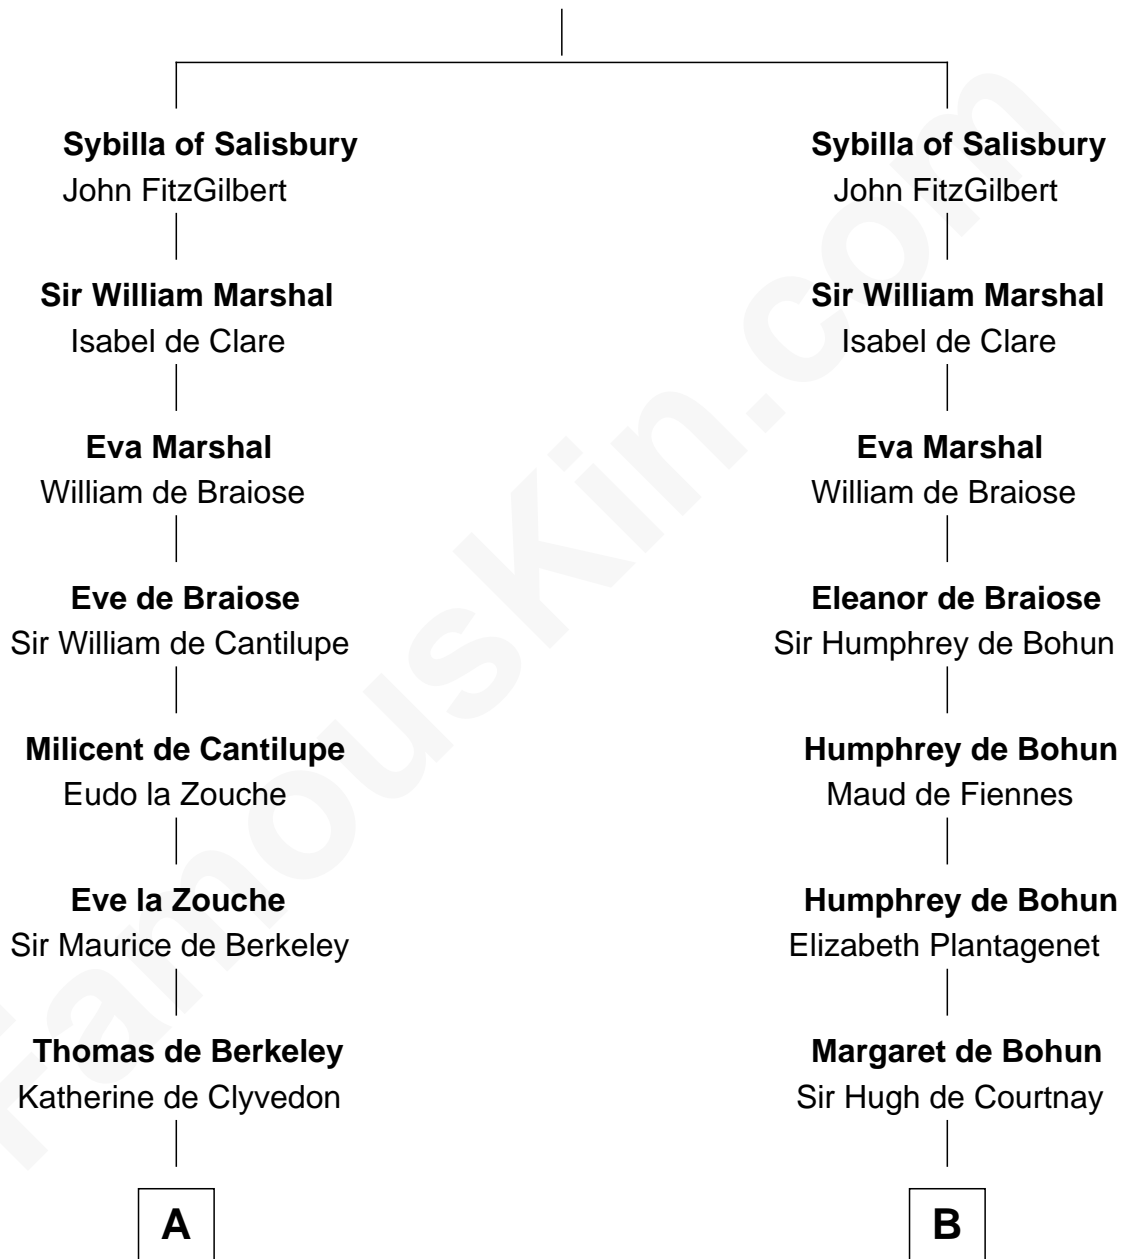 Sybilla of Salisbury
John FitzGilbert
Sir William Marshal
Isabel de Clare
Eva Marshal
William de Braiose
Eve de Braiose
Sir William de Cantilupe
Milicent de Cantilupe
Eudo la Zouche
Eve la Zouche
Sir Maurice de Berkeley
Thomas de Berkeley
Katherine de Clyvedon
A
Sybilla of Salisbury
John FitzGilbert
Sir William Marshal
Isabel de Clare
Eva Marshal
William de Braiose
Eleanor de Braiose
Sir Humphrey de Bohun
Humphrey de Bohun
Maud de Fiennes
Humphrey de Bohun
Elizabeth Plantagenet
Margaret de Bohun
Sir Hugh de Courtnay
B
FamousKin.com